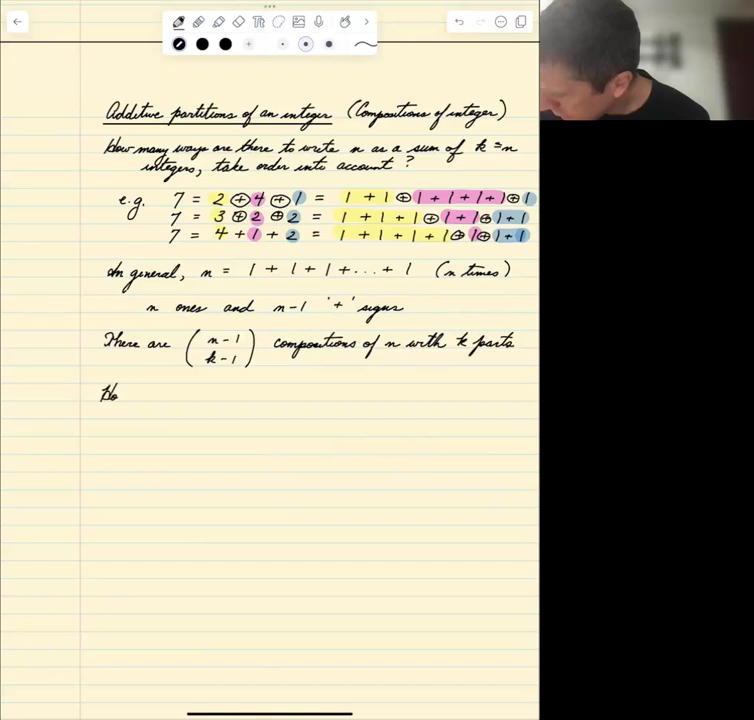 Additive partitions of an integer (Compositions of integer)
How many ways are there to write n as a sum of k ≤ n
integers, take order into account?
e.g. 7 = 2 ⊕ 4 ⊕ 1 = 1 + 1 ⊕ 1 + 1 + 1 + 1 ⊕ 1
7 = 3 ⊕ 2 ⊕ 2 = 1 + 1 + 1 ⊕ 1 + 1 ⊕ 1 + 1
7 = 4 + 1 + 2 = 1 + 1 + 1 + 1 ⊕ 1 ⊕ 1 + 1
In general, n = 1 + 1 + 1 + ... + 1 (n times)
n ones and n-1 '+' signs
There are (n-1 k-1) compositions of n with k parts
Ho